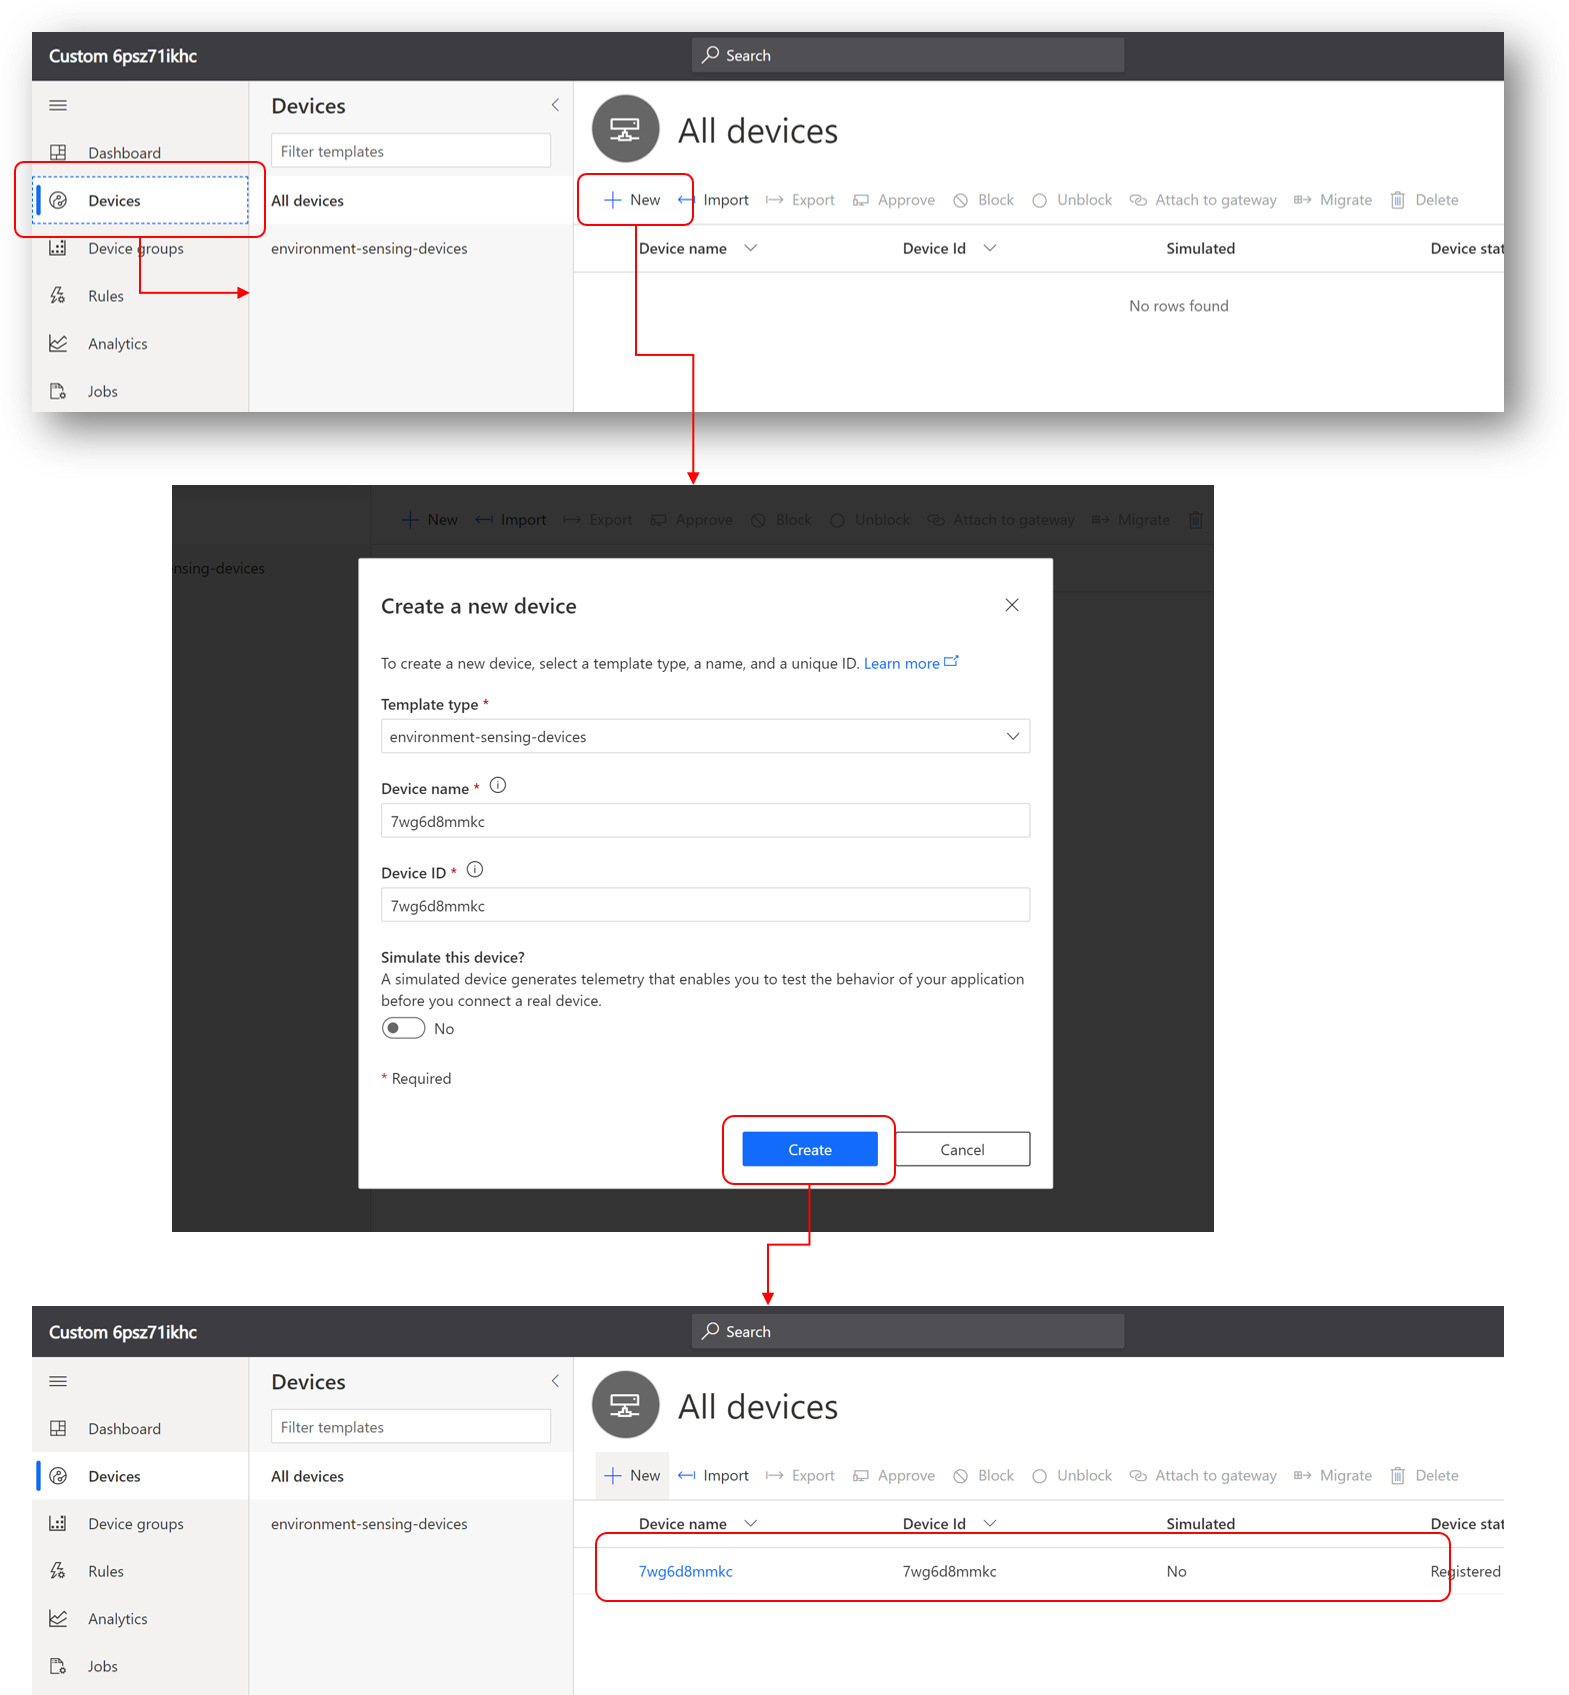 Custom 6psz71ikhc
Search
Devices
All devices
Filter templates
Dashboard
Devices
All devices
New Import Export Approve Block Unblock Attach to gateway Migrate Delete
Device groups
environment-sensing-devices
Device name Device Id Simulated Device stat
Rules
No rows found
Analytics
Jobs
New Import Export Approve Block Unblock Attach to gateway Migrate
nsing-devices
Create a new device
To create a new device, select a template type, a name, and a unique ID. Learn more
Template type *
environment-sensing-devices
Device name *
7wg6d8mmkc
Device ID *
7wg6d8mmkc
Simulate this device?
A simulated device generates telemetry that enables you to test the behavior of your application
before you connect a real device.
No
* Required
Create Cancel
Custom 6psz71ikhc
Search
Devices
All devices
Filter templates
Dashboard
Devices
All devices
New Import Export Approve Block Unblock Attach to gateway Migrate Delete
Device groups
environment-sensing-devices
Device name Device Id Simulated Device stat
Rules
7wg6d8mmkc 7wg6d8mmkc No Registered
Analytics
Jobs